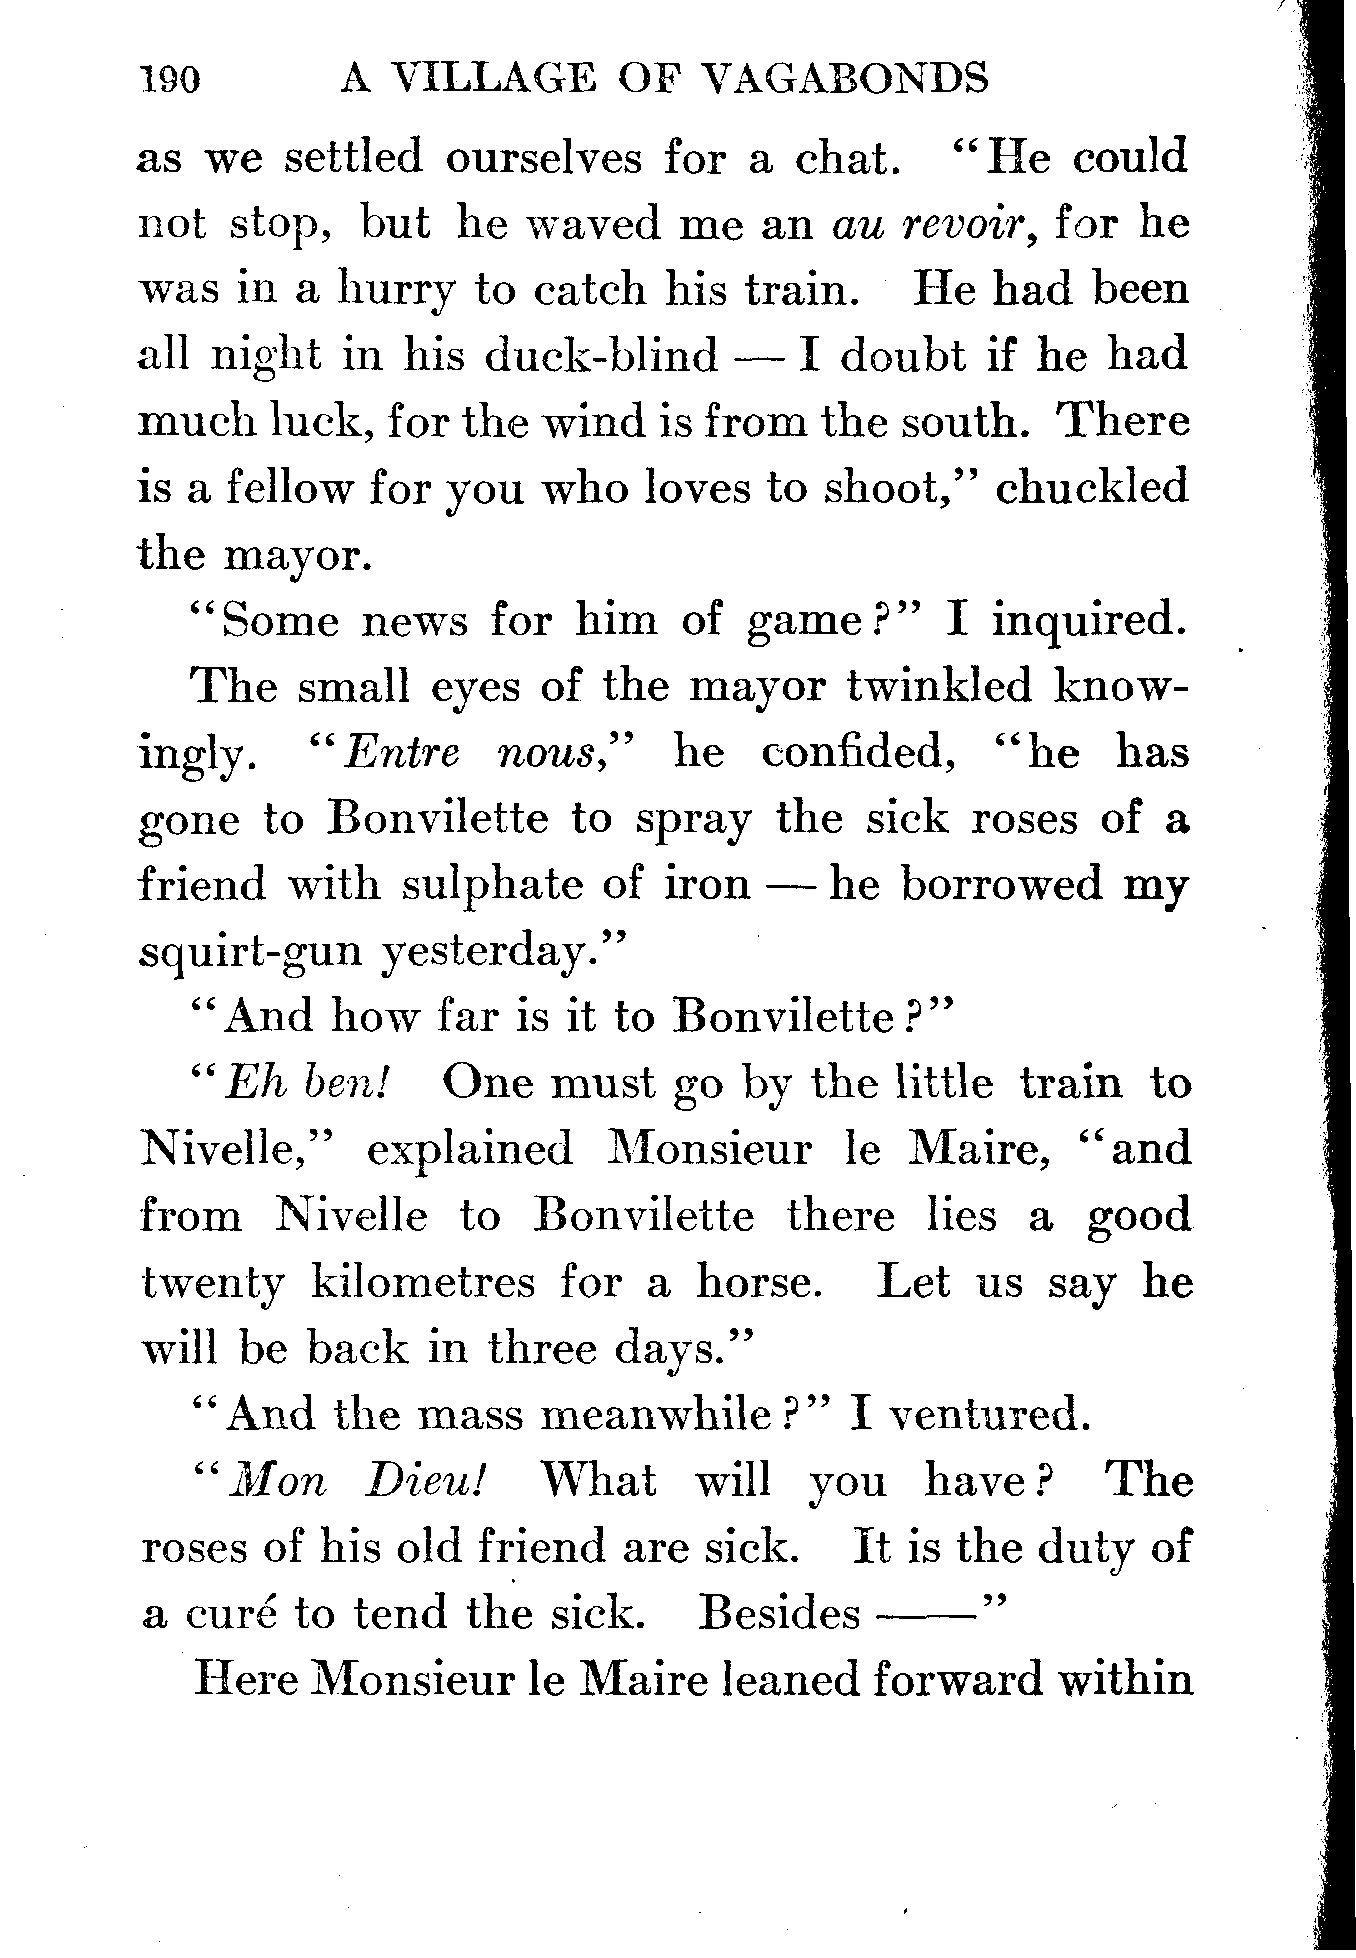 190 A VILLAGE OF VAGABONDS
as we settled ourselves for a chat. “He could
not stop, but he waved me an au revoir, for he
was in a hurry to catch his train. He had been
all night in his duck-blind — I doubt if he had
much luck, for the wind is from the south. There
is a fellow for you who loves to shoot,” chuckled
the mayor.
“Some news for him of game?” I inquired.
The small eyes of the mayor twinkled know-
ingly. “Entre nous,” he confided, “he has
gone to Bonvilette to spray the sick roses of a
friend with sulphate of iron — he borrowed my
squirt-gun yesterday.”
“And how far is it to Bonvilette?”
“Eh ben! One must go by the little train to
Nivelle,” explained Monsieur le Maire, “and
from Nivelle to Bonvilette there lies a good
twenty kilometres for a horse. Let us say he
will be back in three days.”
“And the mass meanwhile?” I ventured.
“Mon Dieu! What will you have? The
roses of his old friend are sick. It is the duty of
a curé to tend the sick. Besides ——”
Here Monsieur le Maire leaned forward within